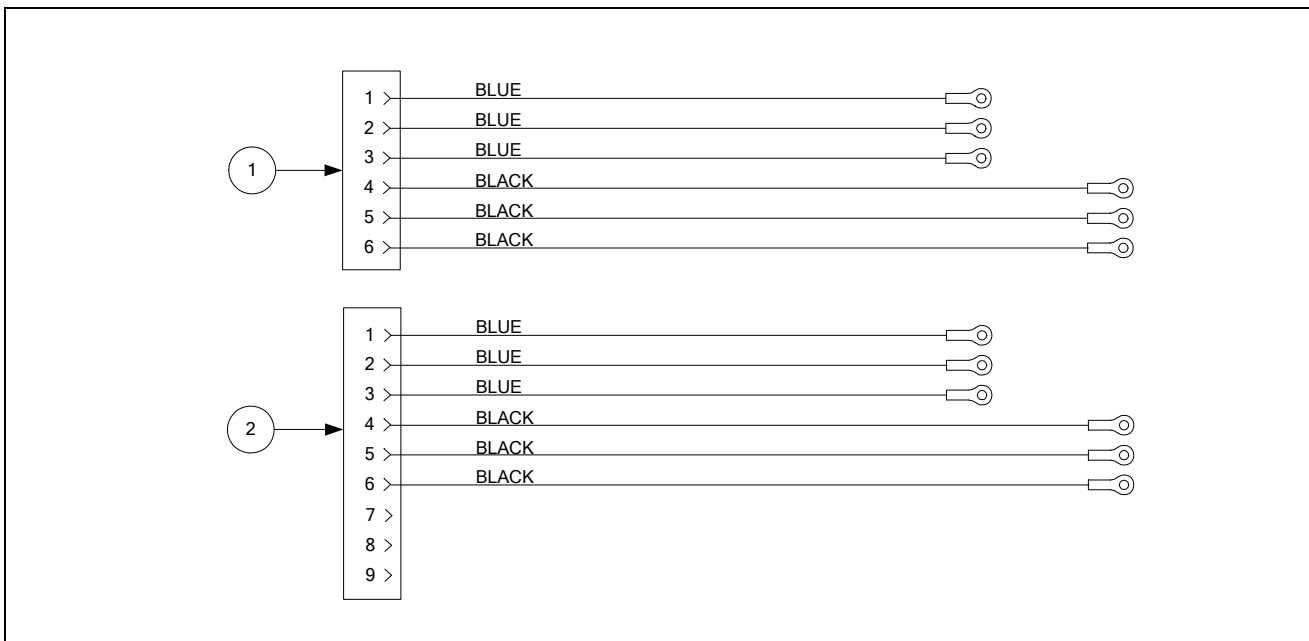 1 BLUE
2 BLUE
3 BLUE
1
4 BLACK
5 BLACK
6 BLACK
1 BLUE
2 BLUE
3 BLUE
2
4 BLACK
5 BLACK
6 BLACK
7
8
9